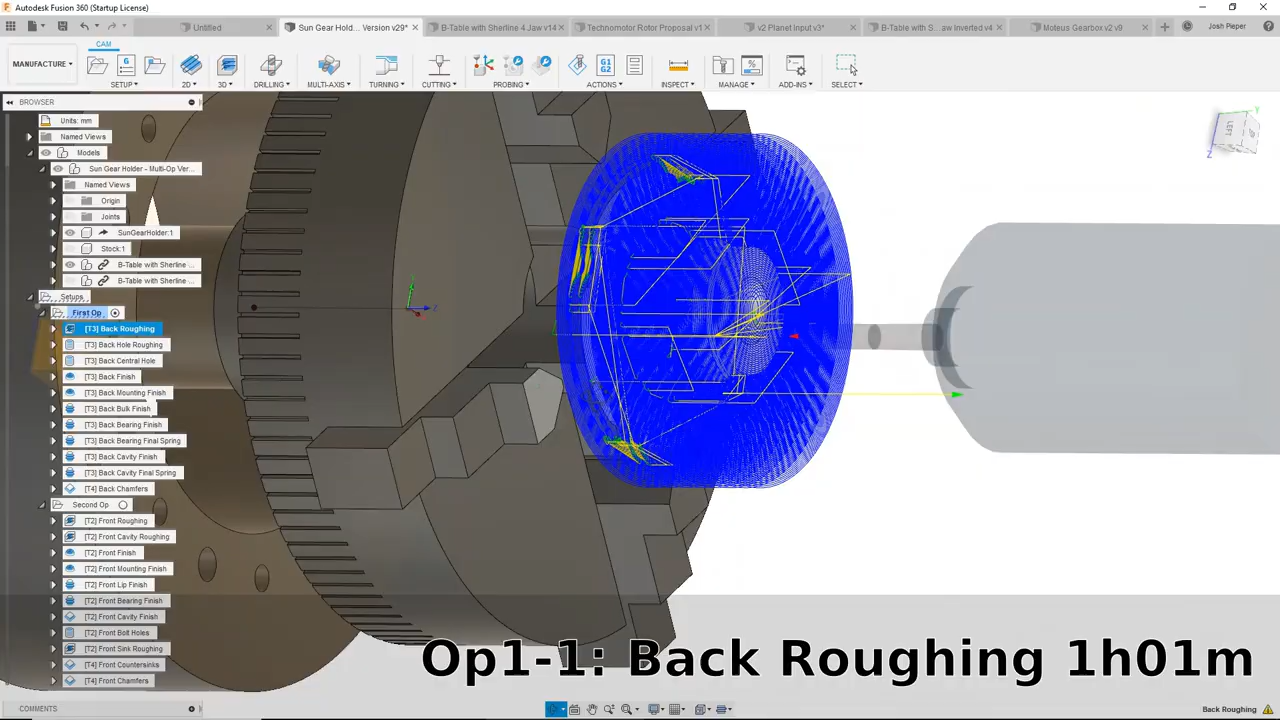 Autodesk Fusion 360 (Startup License)
Untitled
Sun Gear Hold... Version v29*
B-Table with Sherline 4_Jaw v14
Technomotor Rotor Proposal v1
v2 Planet Input v3*
B-Table with S...aw Inverted v4
Moteus Gearbox v2 v9
Josh Pieper
CAM
MANUFACTURE
SETUP
2D
3D
DRILLING
MULTI-AXIS
TURNING
CUTTING
PROBING
ACTIONS
INSPECT
MANAGE
ADD-INS
SELECT
G1
G2
BROWSER
Units: mm
Named Views
Models
Sun Gear Holder - Multi-Op Ver...
Named Views
Origin
Joints
SunGearHolder:1
Stock:1
B-Table with Sherline ...
B-Table with Sherline ...
Setups
First Op
[T3] Back Roughing
[T3] Back Hole Roughing
[T3] Back Central Hole
[T3] Back Finish
[T3] Back Mounting Finish
[T3] Back Bulk Finish
[T3] Back Bearing Finish
[T3] Back Bearing Final Spring
[T3] Back Cavity Finish
[T3] Back Cavity Final Spring
[T4] Back Chamfers
Second Op
[T2] Front Roughing
[T2] Front Cavity Roughing
[T2] Front Finish
[T2] Front Mounting Finish
[T2] Front Lip Finish
[T2] Front Bearing Finish
[T2] Front Cavity Finish
[T2] Front Bolt Holes
[T2] Front Sink Roughing
[T4] Front Countersinks
[T4] Front Chamfers
LEFT
Z
Y
Op1-1: Back Roughing 1h01m
COMMENTS
Back Roughing